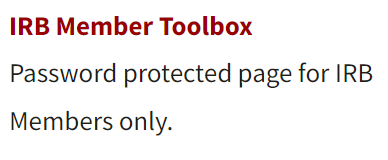 IRB Member Toolbox
Password protected page for IRB
Members only.